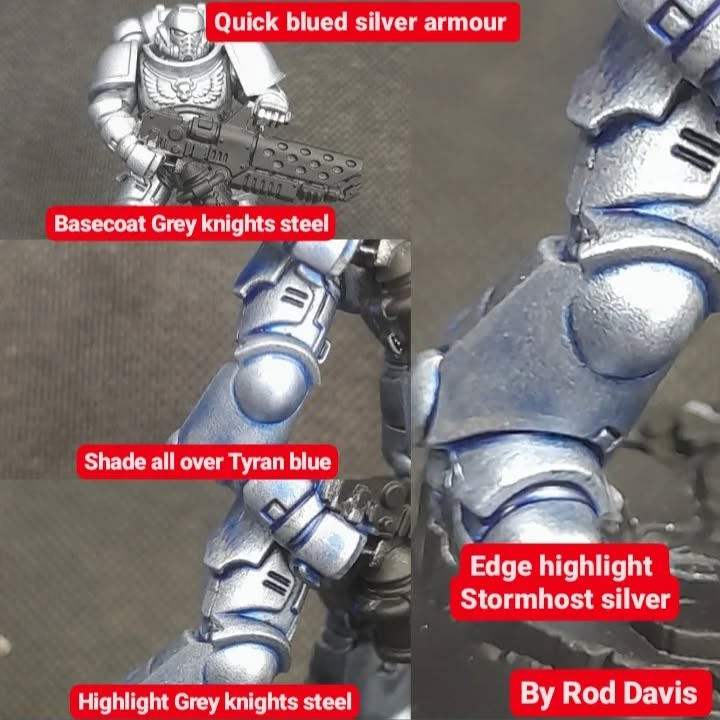 Quick blued silver armour
Basecoat Grey knights steel
Shade all over Tyran blue
Highlight Grey knights steel
Edge highlight
Stormhost silver
By Rod Davis